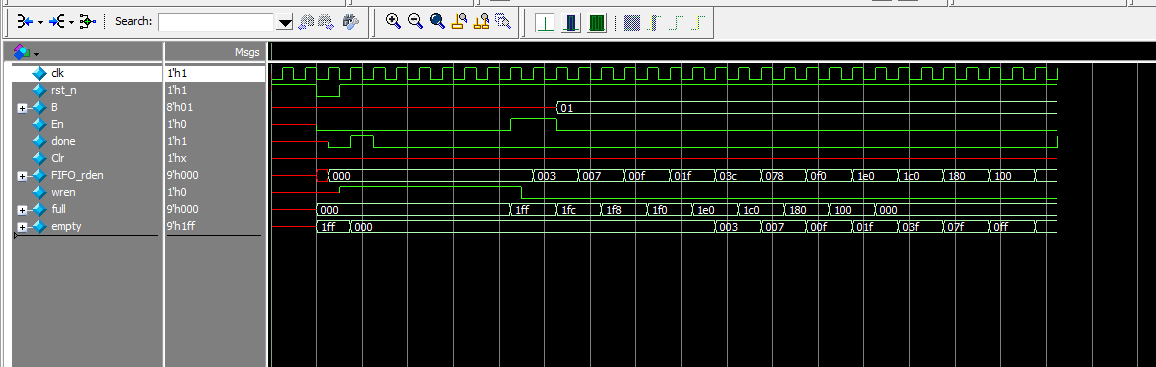 Search:
Msgs
clk 1'h1
rst_n 1'h1
B 8'h01 01
En 1'h0
done 1'h1
Clr 1'hx
FIFO_rden 9'h000 000 003 007 00f 01f 03c 078 0f0 1e0 1c0 180 100
wren 1'h0
full 9'h000 000 1ff 1fc 1f8 1f0 1e0 1c0 180 100 000
empty 9'h1ff 1ff 000 003 007 00f 01f 03f 07f 0ff